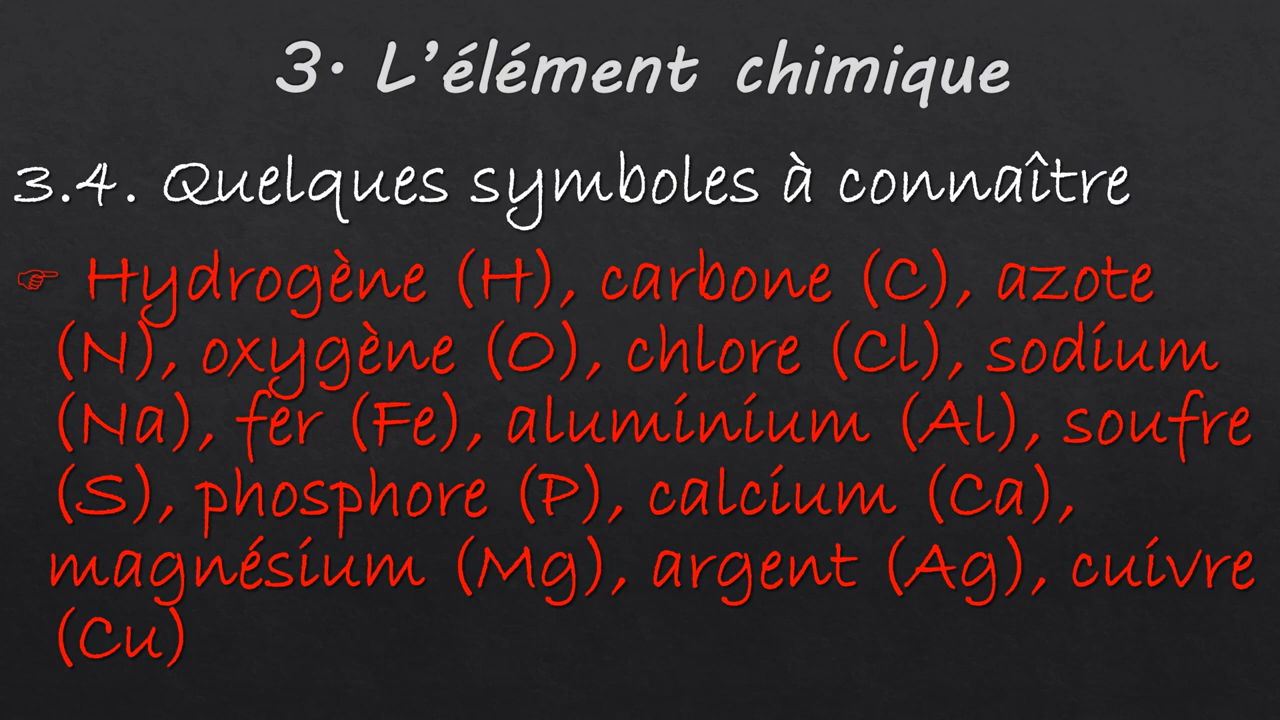 3. L’élément chimique
3.4. Quelques symboles à connaître
☞ Hydrogène (H), carbone (C), azote
(N), oxygène (O), chlore (Cl), sodium
(Na), fer (Fe), aluminium (Al), soufre
(S), phosphore (P), calcium (Ca),
magnésium (Mg), argent (Ag), cuivre
(Cu)